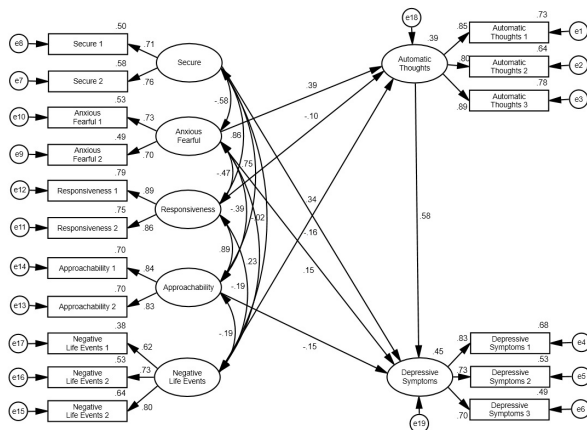 e8
.50
Secure 1
.71
e7
.58
Secure 2
.76
Secure
e10
.53
Anxious
Fearful 1
.73
e9
.49
Anxious
Fearful 2
.70
Anxious
Fearful
e12
.79
Responsiveness 1
.89
e11
.75
Responsiveness 2
.86
Responsiveness
e14
.70
Approachability 1
.84
e13
.70
Approachability 2
.83
Approachability
e17
.38
Negative
Life Events 1
.62
e16
.53
Negative
Life Events 2
.73
e15
.64
Negative
Life Events 2
.80
Negative
Life Events
-.58
.86
.75
-.47
-.39
-.02
.89
.23
-.19
-.19
.39
-.10
.34
-.16
.15
-.15
.58
e18
.39
Automatic
Thoughts
.85
.73
Automatic
Thoughts 1
e1
.80
.64
Automatic
Thoughts 2
e2
.89
.78
Automatic
Thoughts 3
e3
.45
Depressive
Symptoms
e19
.83
.68
Depressive
Symptoms 1
e4
.73
.53
Depressive
Symptoms 2
e5
.70
.49
Depressive
Symptoms 3
e6